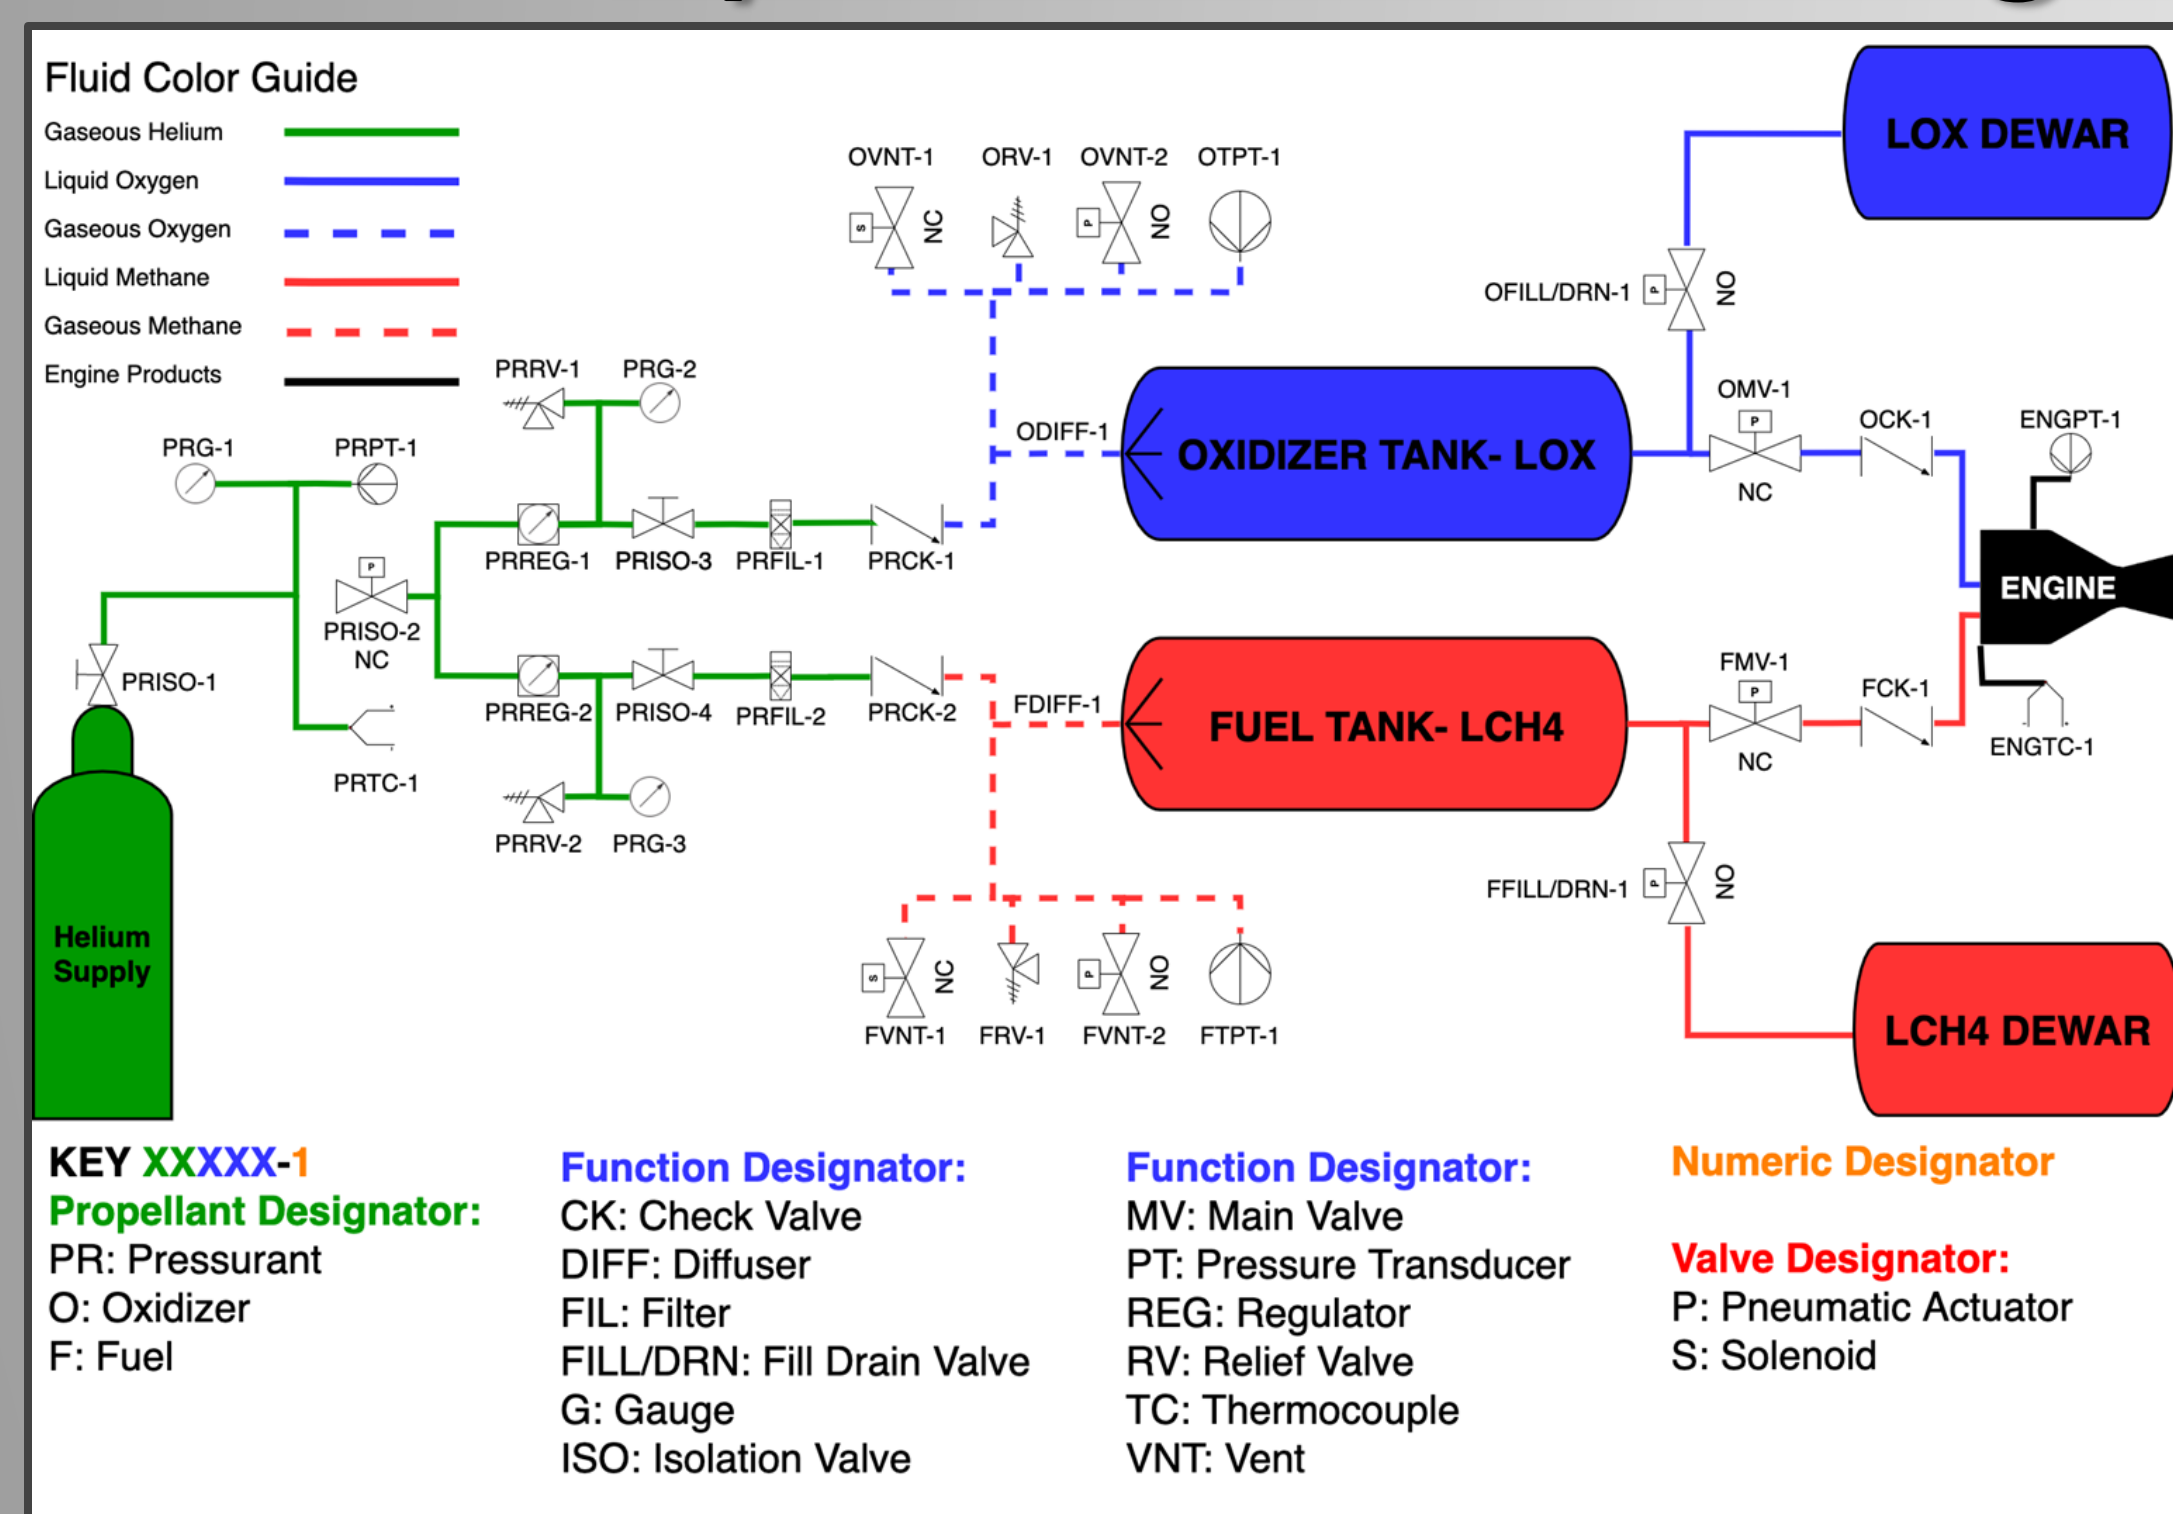 Fluid Color Guide
Gaseous Helium
Liquid Oxygen
Gaseous Oxygen
Liquid Methane
Gaseous Methane
Engine Products
LOX DEWAR
OVNT-1
ORV-1
OVNT-2
OTPT-1
S
NC
P
NO
OFILL/DRN-1
P
NO
PRRV-1
PRG-2
PRG-1
PRPT-1
ODIFF-1
OXIDIZER TANK- LOX
OMV-1
P
NC
OCK-1
ENGPT-1
PRREG-1
PRISO-3
PRFIL-1
PRCK-1
P
PRISO-2
NC
ENGINE
PRISO-1
PRREG-2
PRISO-4
PRFIL-2
PRCK-2
FDIFF-1
FUEL TANK- LCH4
FMV-1
P
NC
FCK-1
ENGTC-1
PRTC-1
PRRV-2
PRG-3
FFILL/DRN-1
P
NO
Helium
Supply
S
NC
P
NO
FVNT-1
FRV-1
FVNT-2
FTPT-1
LCH4 DEWAR
KEY XXXXX-1
Propellant Designator:
PR: Pressurant
O: Oxidizer
F: Fuel
Function Designator:
CK: Check Valve
DIFF: Diffuser
FIL: Filter
FILL/DRN: Fill Drain Valve
G: Gauge
ISO: Isolation Valve
Function Designator:
MV: Main Valve
PT: Pressure Transducer
REG: Regulator
RV: Relief Valve
TC: Thermocouple
VNT: Vent
Numeric Designator
Valve Designator:
P: Pneumatic Actuator
S: Solenoid